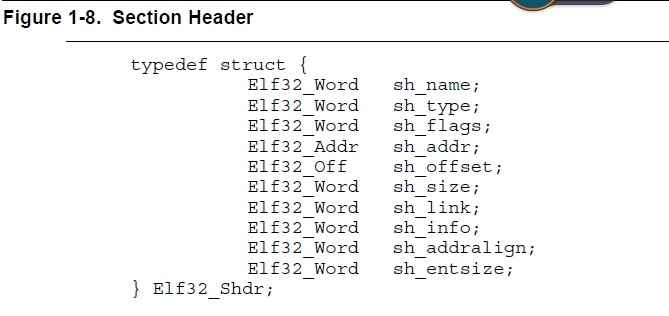 Figure 1-8. Section Header
typedef struct {
Elf32_Word sh_name;
Elf32_Word sh_type;
Elf32_Word sh_flags;
Elf32_Addr sh_addr;
Elf32_Off sh_offset;
Elf32_Word sh_size;
Elf32_Word sh_link;
Elf32_Word sh_info;
Elf32_Word sh_addralign;
Elf32_Word sh_entsize;
} Elf32_Shdr;